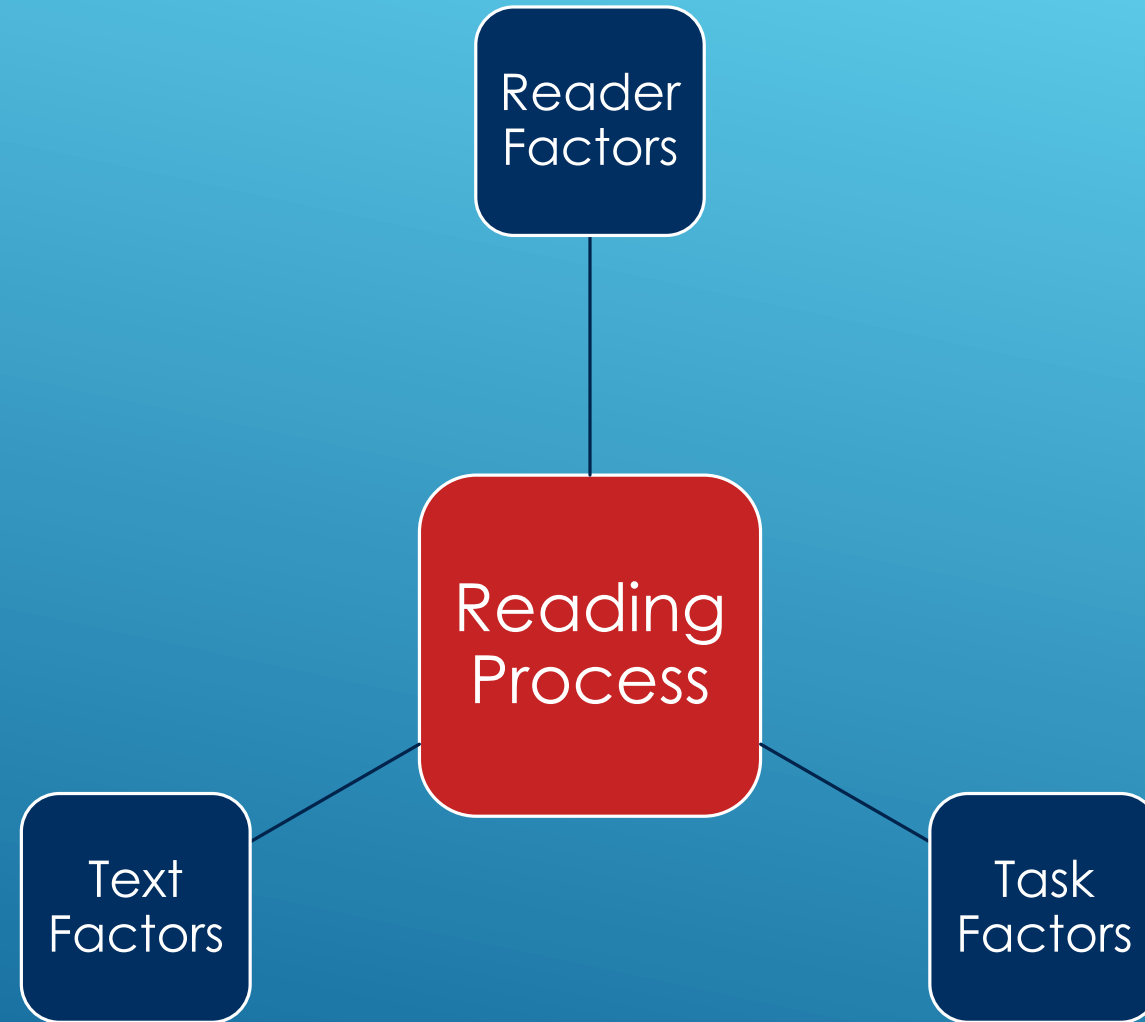 Reader
Factors
Reading
Process
Text
Factors
Task
Factors